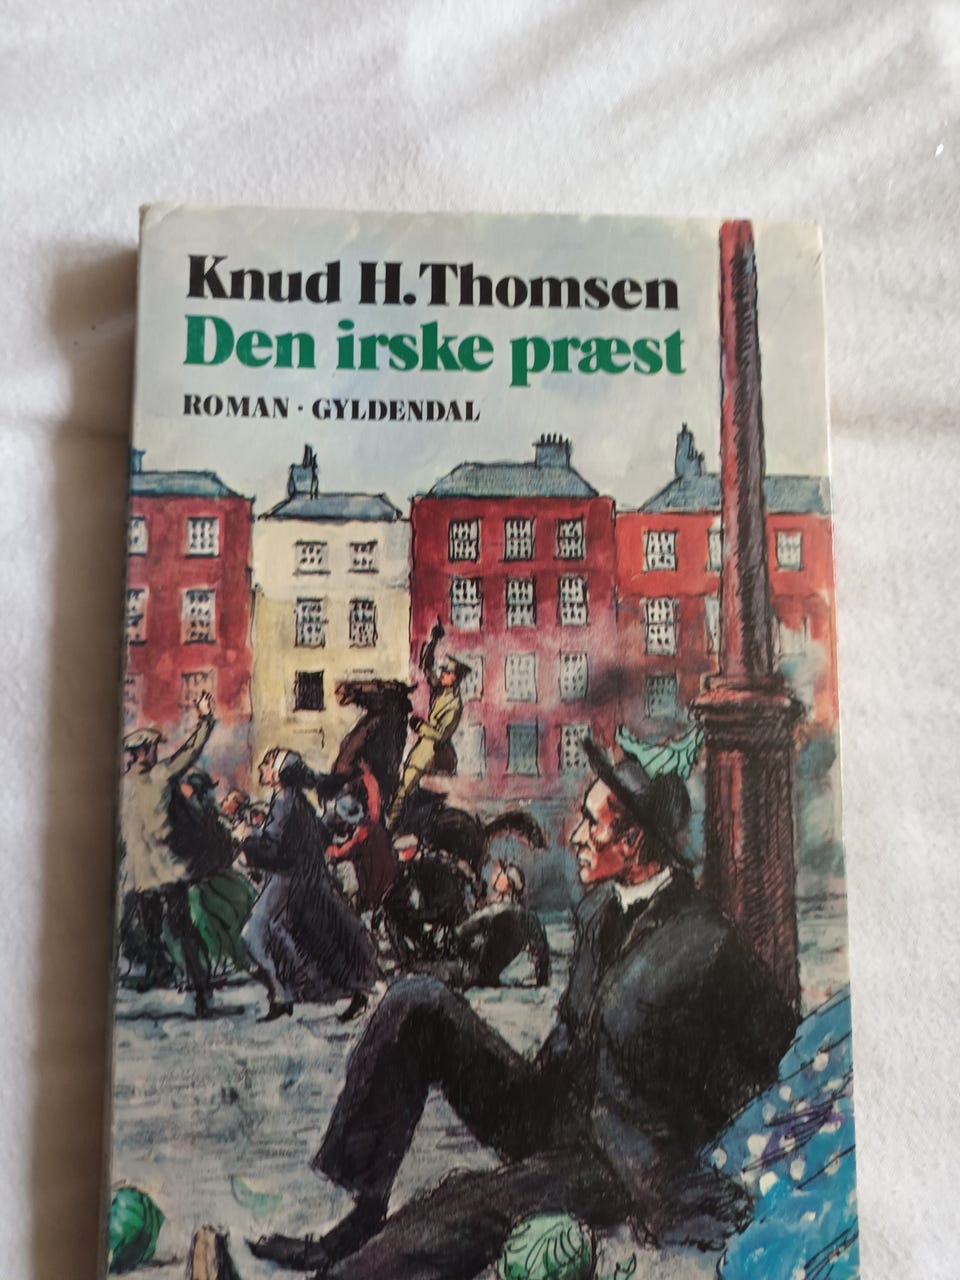 Knud H. Thomsen
Den irske præst
ROMAN · GYLDENDAL